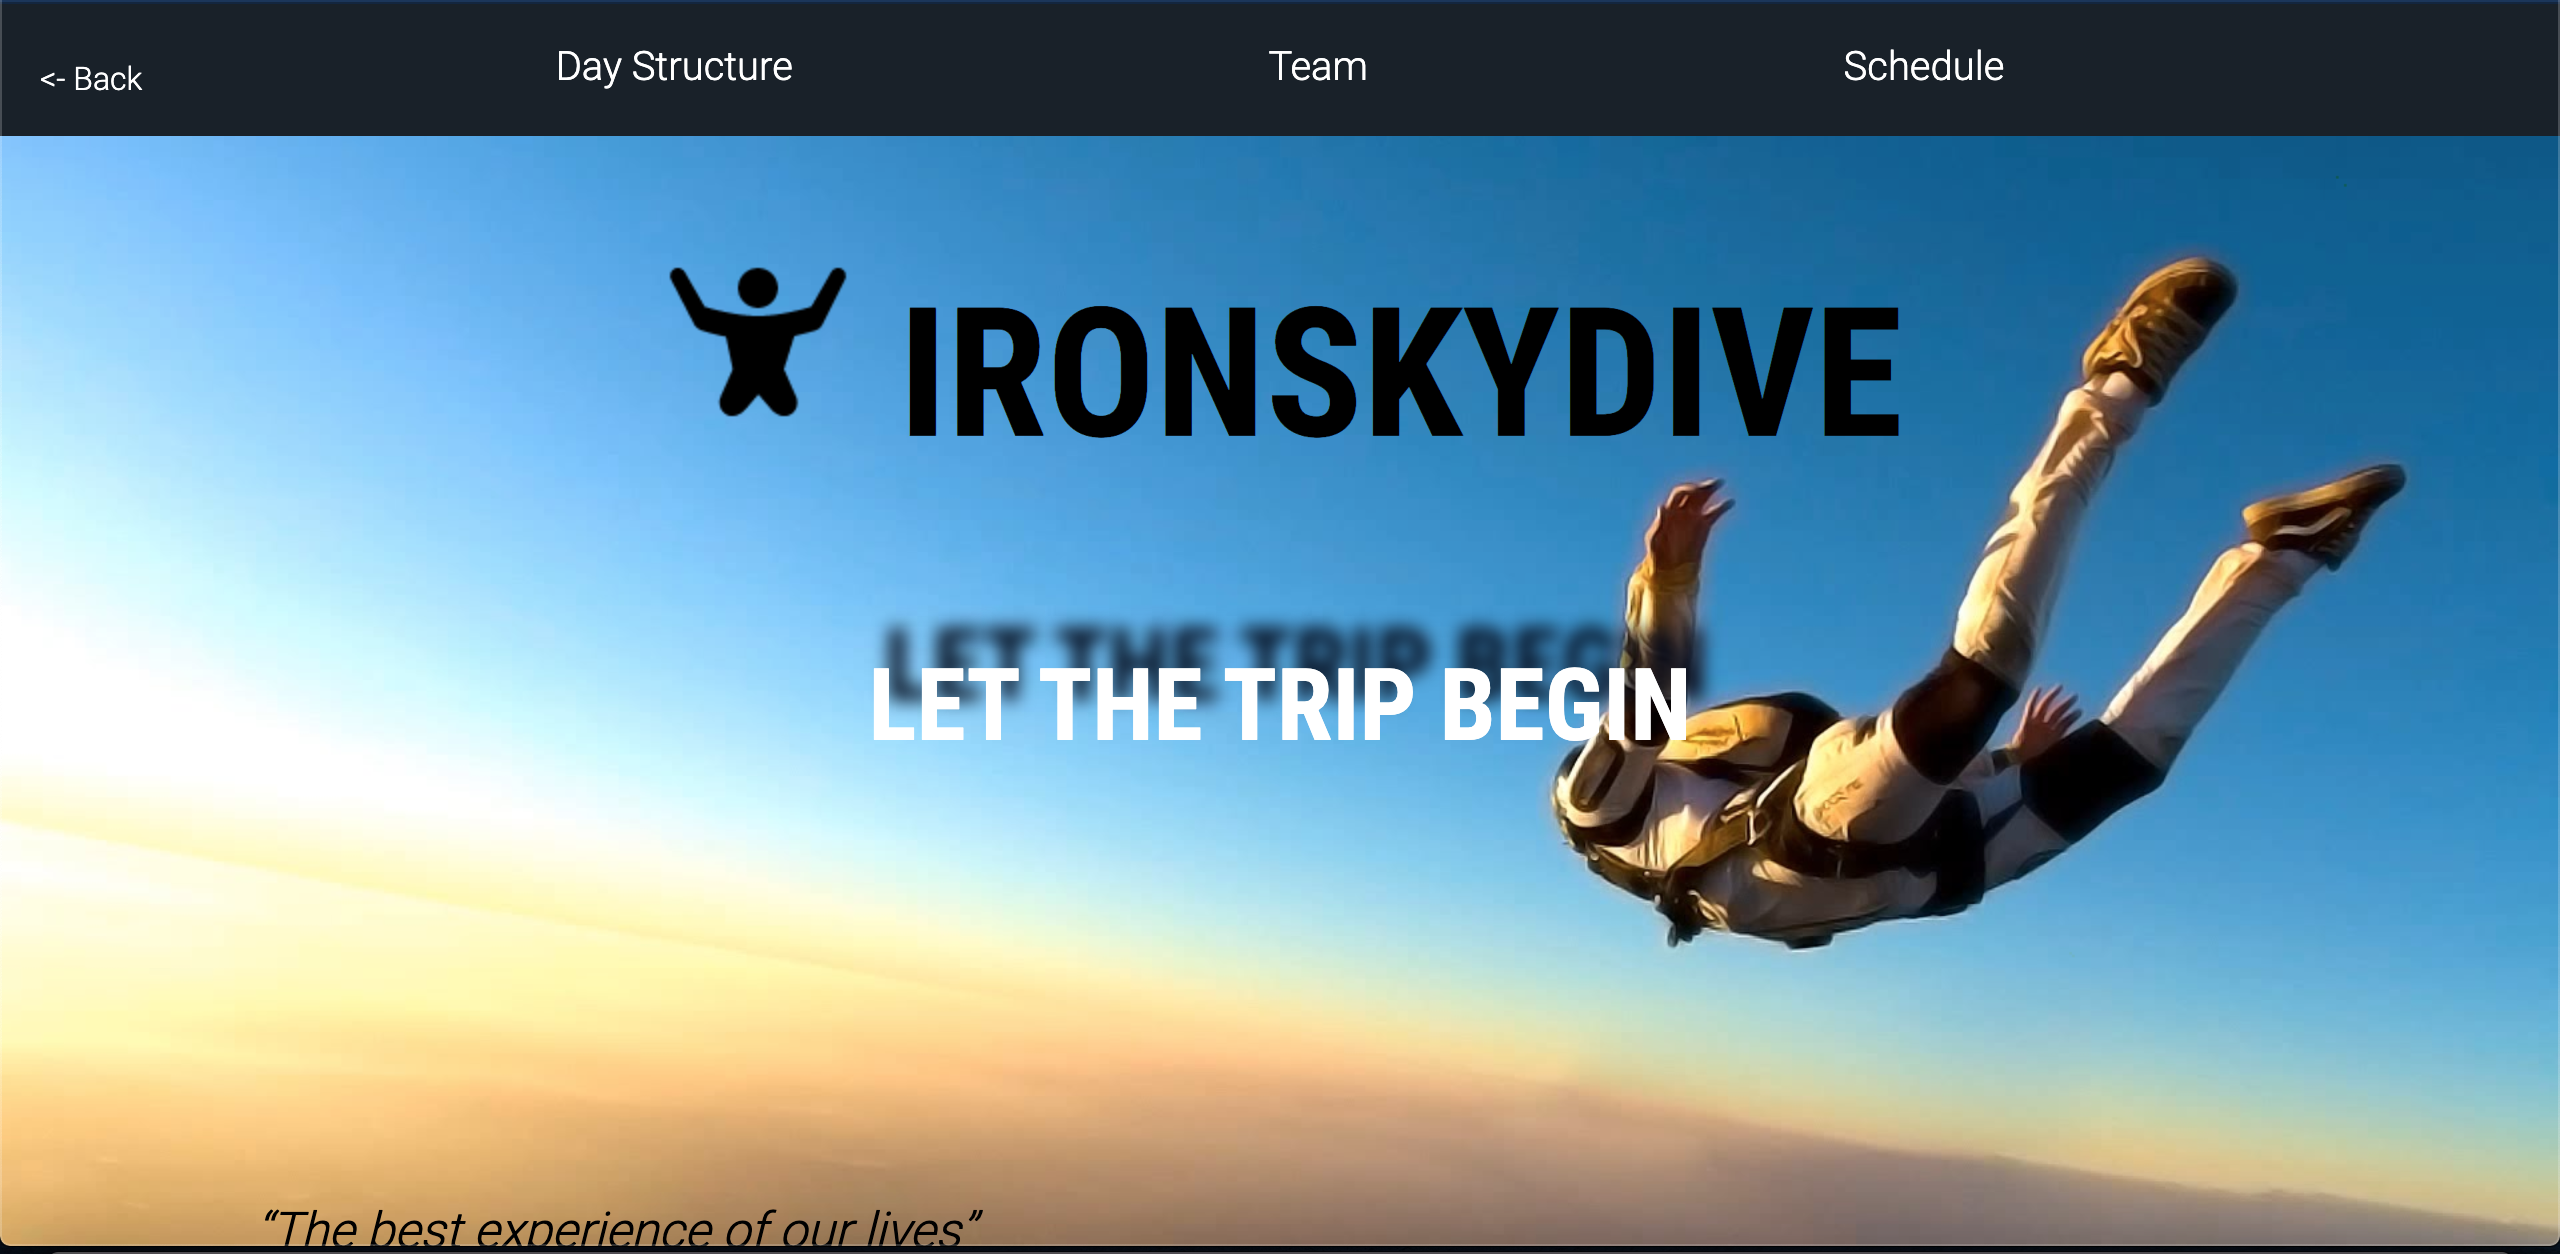 <- Back
Day Structure
Team
Schedule
IRONSKYDIVE
LET THE TRIP BEGIN
“The best experience of our lives”